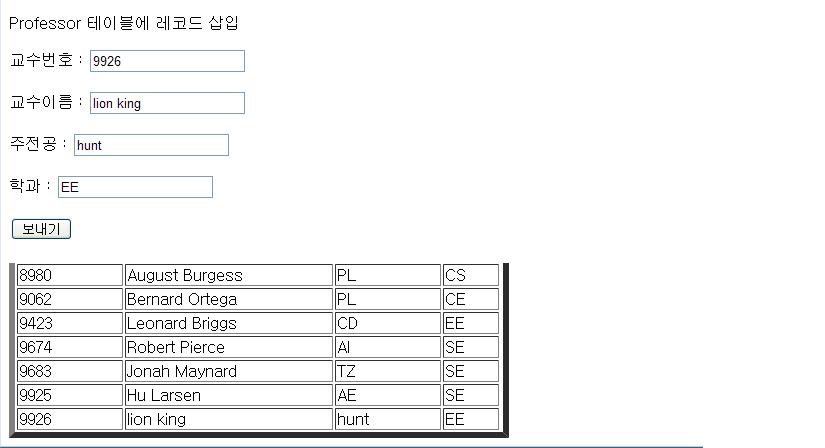 Professor 테이블에 레코드 삽입
교수번호 : 9926
교수이름 : lion king
주전공 : hunt
학과 : EE
보내기
8980 August Burgess PL CS
9062 Bernard Ortega PL CE
9423 Leonard Briggs CD EE
9674 Robert Pierce AI SE
9683 Jonah Maynard TZ SE
9925 Hu Larsen AE SE
9926 lion king hunt EE